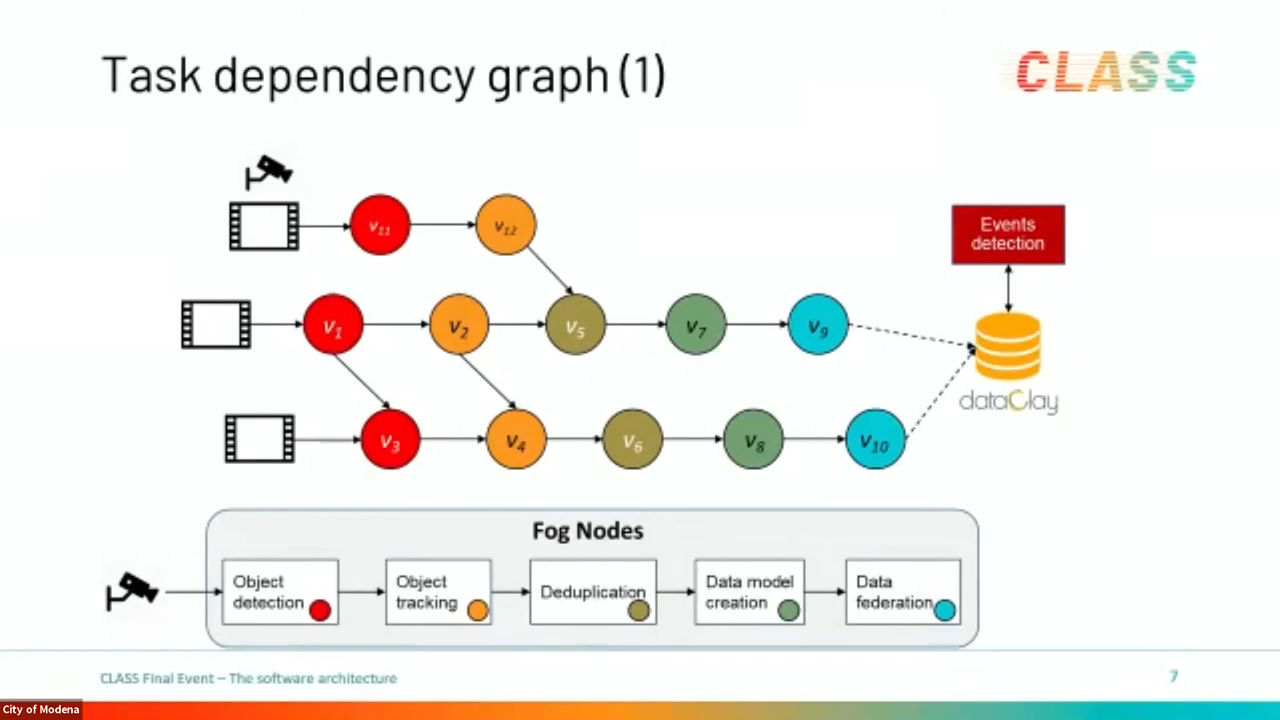 Task dependency graph (1)
CLASS
v11
v12
Events
detection
v1
v2
v5
v7
v9
dataClay
v3
v4
v6
v8
v10
Fog Nodes
Object
detection
Object
tracking
Deduplication
Data model
creation
Data
federation
CLASS Final Event – The software architecture
7
City of Modena